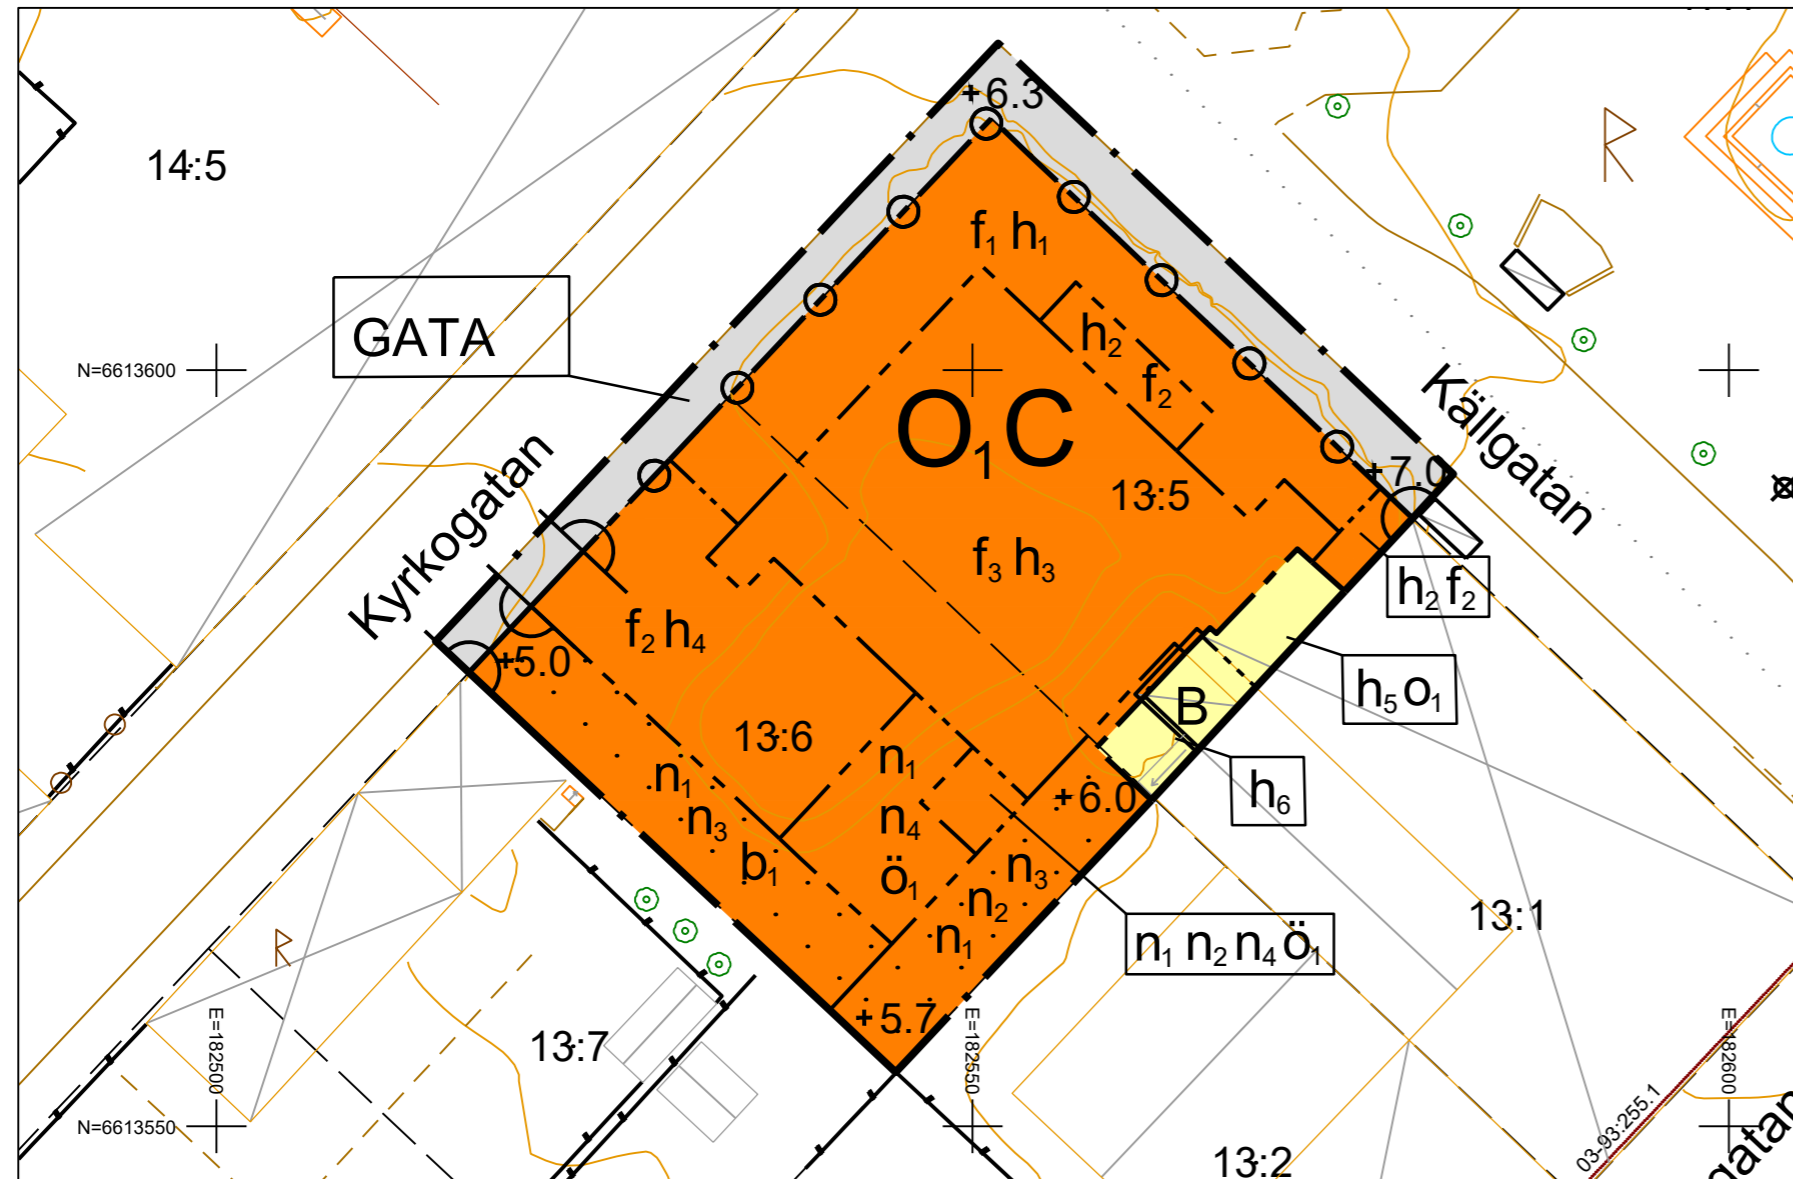 +6.3
14:5
f₁ h₁
GATA
h₂
N=6613600
f₂
O₁C
Källgatan
+7.0
13:5
Kyrkogatan
f₃ h₃
h₂ f₂
f₂ h₄
+5.0
h₅ o₁
B
13:6
n₁
n₁
h₆
+6.0
n₃
n₄
b₁
ö₁
n₃
n₂
13:1
n₁
n₁ n₂ n₄ ö₁
+5.7
13:7
E=182500
E=182550
E=182600
N=6613550
03-93:255.1
13:2
gatan